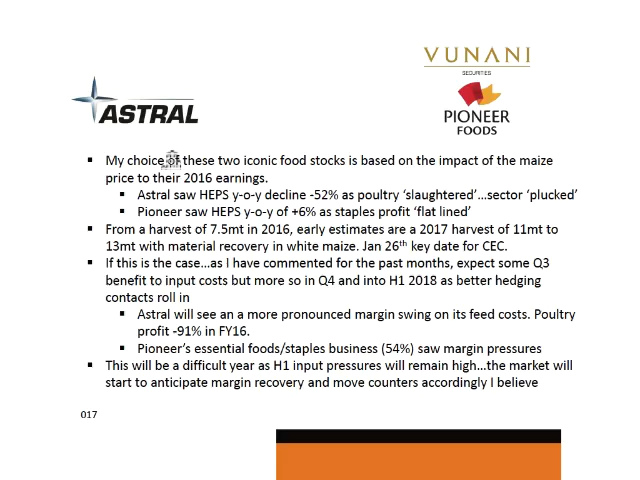 VUNANI
SECURITIES
ASTRAL
PIONEER
FOODS
▪ My choice of these two iconic food stocks is based on the impact of the maize
price to their 2016 earnings.
▪ Astral saw HEPS y-o-y decline -52% as poultry ‘slaughtered’...sector ‘plucked’
▪ Pioneer saw HEPS y-o-y of +6% as staples profit ‘flat lined’
▪ From a harvest of 7.5mt in 2016, early estimates are a 2017 harvest of 11mt to
13mt with material recovery in white maize. Jan 26th key date for CEC.
▪ If this is the case...as I have commented for the past months, expect some Q3
benefit to input costs but more so in Q4 and into H1 2018 as better hedging
contacts roll in
▪ Astral will see an a more pronounced margin swing on its feed costs. Poultry
profit -91% in FY16.
▪ Pioneer’s essential foods/staples business (54%) saw margin pressures
▪ This will be a difficult year as H1 input pressures will remain high...the market will
start to anticipate margin recovery and move counters accordingly I believe
017